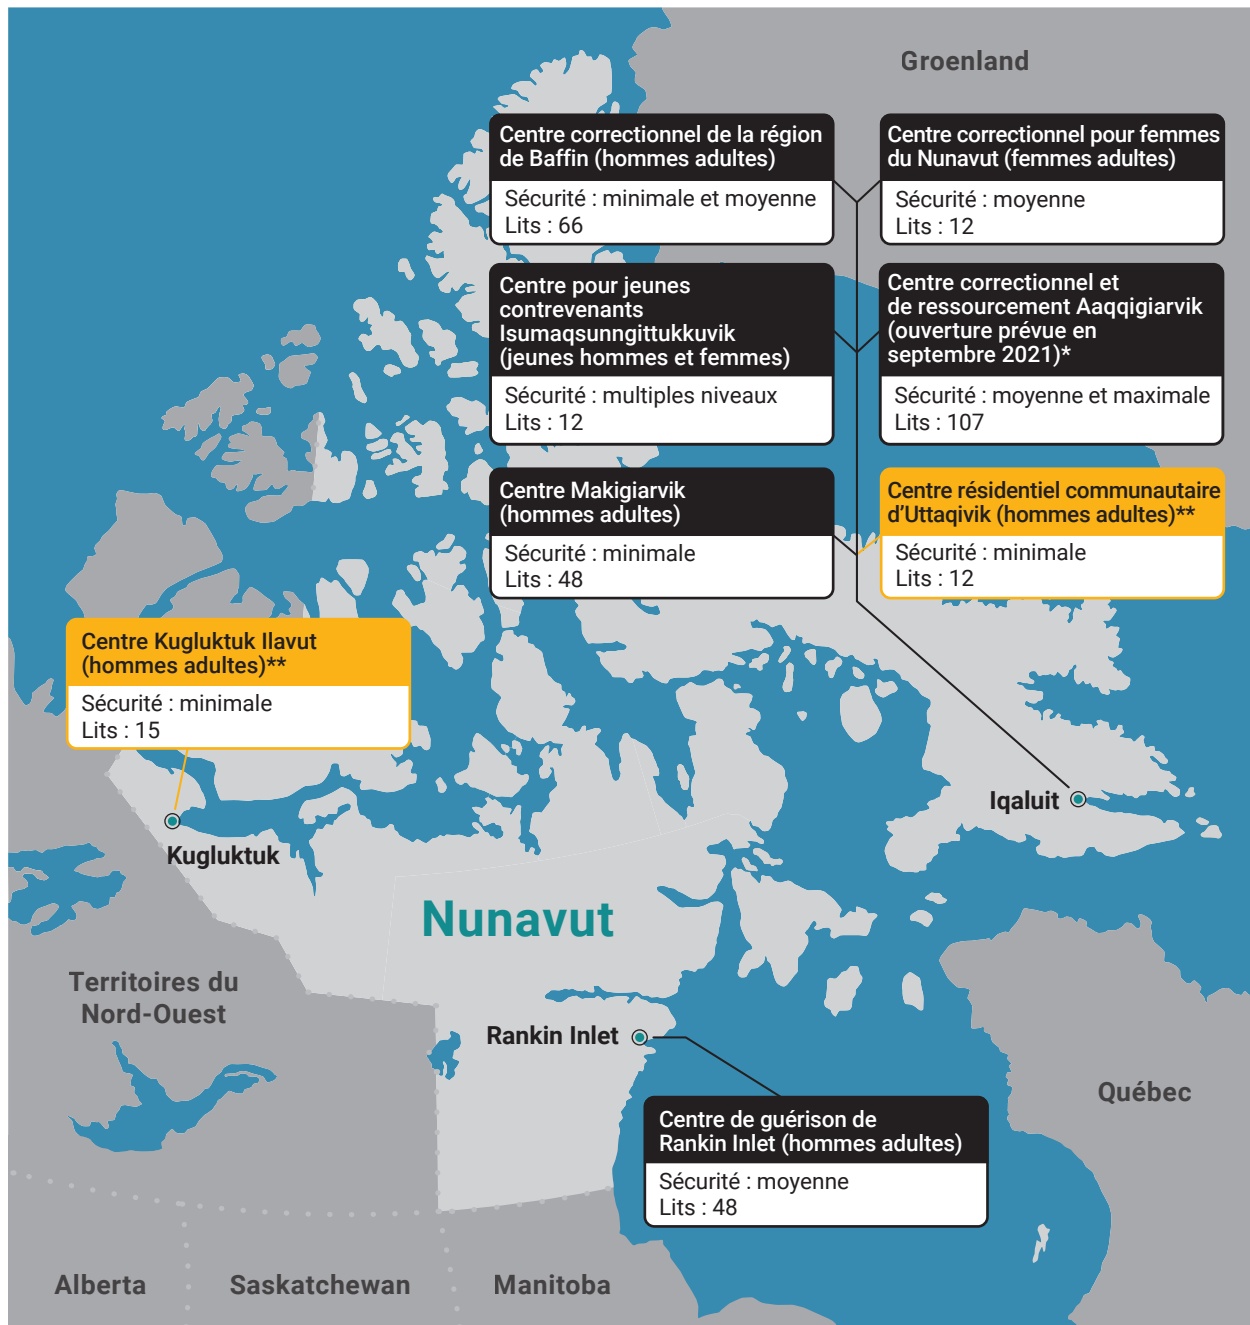 Groenland
Centre correctionnel de la région
de Baffin (hommes adultes)
Sécurité : minimale et moyenne
Lits : 66
Centre correctionnel pour femmes
du Nunavut (femmes adultes)
Sécurité : moyenne
Lits : 12
Centre pour jeunes
contrevenants
Isumaqsunngittukkuvik
(jeunes hommes et femmes)
Sécurité : multiples niveaux
Lits : 12
Centre correctionnel et
de ressourcement Aaqqigiarvik
(ouverture prévue en
septembre 2021)*
Sécurité : moyenne et maximale
Lits : 107
Centre Makigiarvik
(hommes adultes)
Sécurité : minimale
Lits : 48
Centre résidentiel communautaire
d'Uttaqivik (hommes adultes)**
Sécurité : minimale
Lits : 12
Centre Kugluktuk Ilavut
(hommes adultes)**
Sécurité : minimale
Lits : 15
Iqaluit
Kugluktuk
Nunavut
Territoires du
Nord-Ouest
Rankin Inlet
Québec
Centre de guérison de
Rankin Inlet (hommes adultes)
Sécurité : moyenne
Lits : 48
Alberta
Saskatchewan
Manitoba